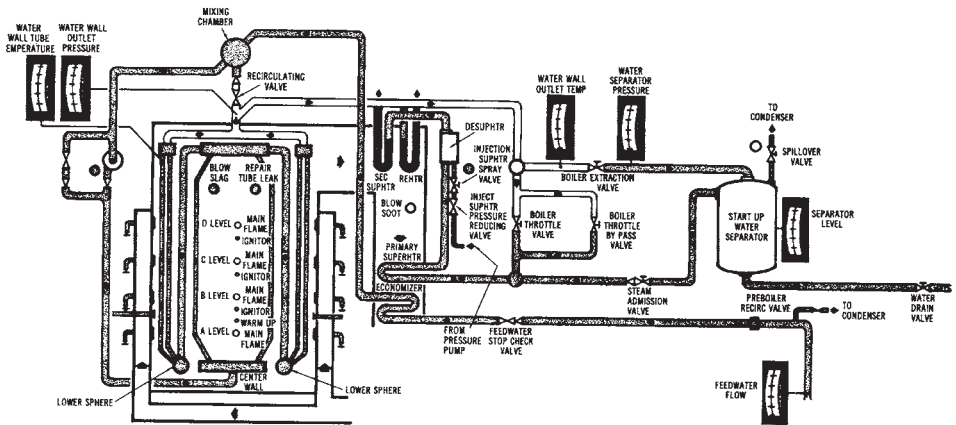 MIXING
CHAMBER
WATER
WALL TUBE
EMPERATURE
WATER WALL
OUTLET
PRESSURE
RECIRCULATING
VALVE
WATER WALL
OUTLET TEMP
WATER
SEPARATOR
PRESSURE
TO
CONDENSER
SPILLOVER
VALVE
DESUPHTR
INJECTION
SUPHTR
SPRAY
VALVE
BOILER EXTRACTION
VALVE
BLOW
SLAG
REPAIR
TUBE LEAK
SEC
SUPHTR
REHTR
BLOW
SOOT
INJECT
SUPHTR
PRESSURE
REDUCING
VALVE
BOILER
THROTTLE
VALVE
BOILER
THROTTLE
BY PASS
VALVE
START UP
WATER
SEPARATOR
SEPARATOR
LEVEL
D LEVEL
MAIN
FLAME
IGNITOR
C LEVEL
MAIN
FLAME
IGNITOR
B LEVEL
MAIN
FLAME
IGNITOR
WARM UP
A LEVEL
MAIN
FLAME
PRIMARY
SUPERHTR
ECONOMIZER
STEAM
ADMISSION
VALVE
PREBOILER
RECIRC VALVE
TO
CONDENSER
WATER
DRAIN
VALVE
FROM
PRESSURE
PUMP
FEEDWATER
STOP CHECK
VALVE
CENTER
WALL
LOWER SPHERE
LOWER SPHERE
FEEDWATER
FLOW